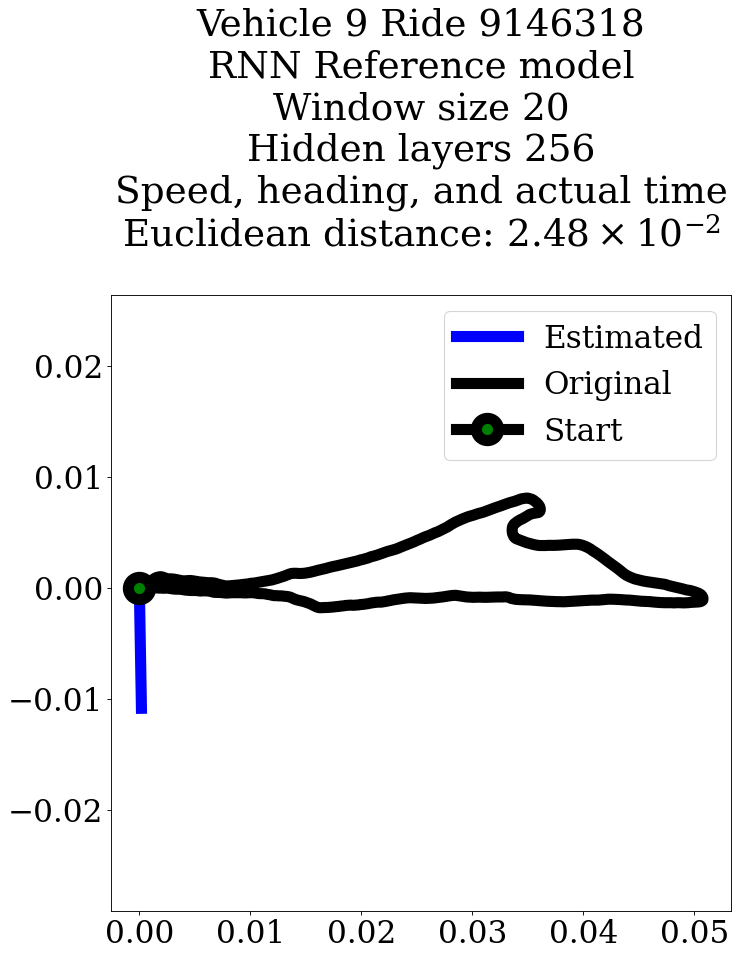 Vehicle 9 Ride 9146318
RNN Reference model
Window size 20
Hidden layers 256
Speed, heading, and actual time
Euclidean distance: 2.48 × 10⁻²
Estimated
Original
Start
0.02
0.01
0.00
−0.01
−0.02
0.00 0.01 0.02 0.03 0.04 0.05